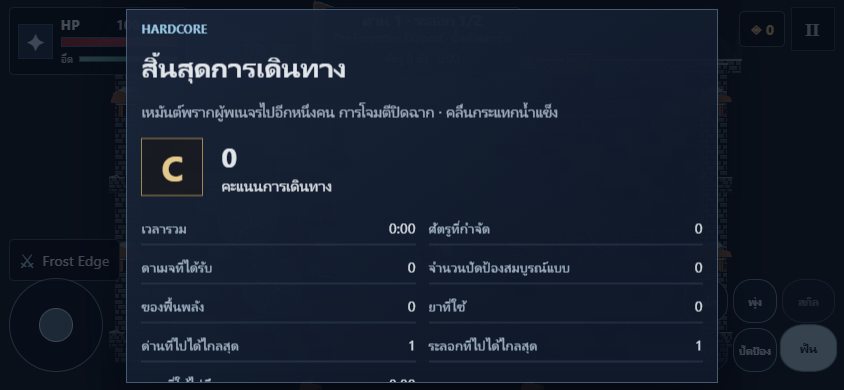 HARDCORE
สิ้นสุดการเดินทาง
เหมันต์พรากผู้พเนจรไปอีกหนึ่งคน การโจมตีปิดฉาก · คลื่นกระแทกน้ำแข็ง
C
0
คะแนนการเดินทาง
เวลารวม 0:00
ศัตรูที่กำจัด 0
ดาเมจที่ได้รับ 0
จำนวนปัดป้องสมบูรณ์แบบ 0
ของฟื้นพลัง 0
ยาที่ใช้ 0
ด่านที่ไปได้ไกลสุด 1
ระลอกที่ไปได้ไกลสุด 1
HP
อึด
0
Frost Edge
พุ่ง
สกิล
ปัดป้อง
ฟัน